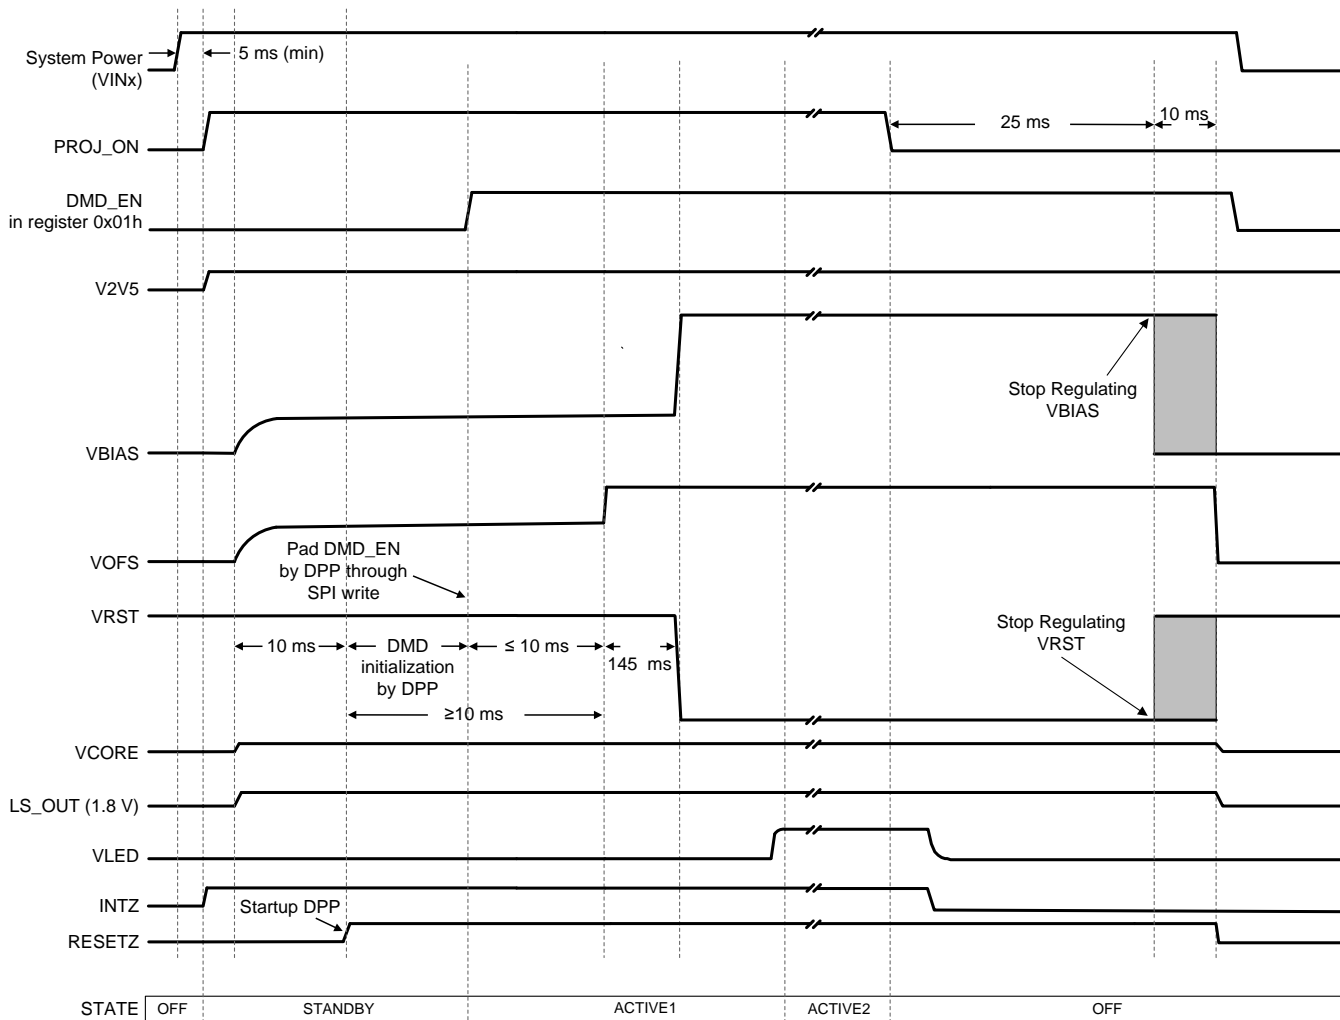 System Power
(VINx)
5 ms (min)
PROJ_ON
25 ms
10 ms
DMD_EN
in register 0x01h
V2V5
VBIAS
Stop Regulating
VBIAS
VOFS
Pad DMD_EN
by DPP through
SPI write
VRST
10 ms
DMD
initialization
by DPP
≤ 10 ms
145 ms
≥10 ms
Stop Regulating
VRST
VCORE
LS_OUT (1.8 V)
VLED
INTZ
Startup DPP
RESETZ
STATE
OFF
STANDBY
ACTIVE1
ACTIVE2
OFF